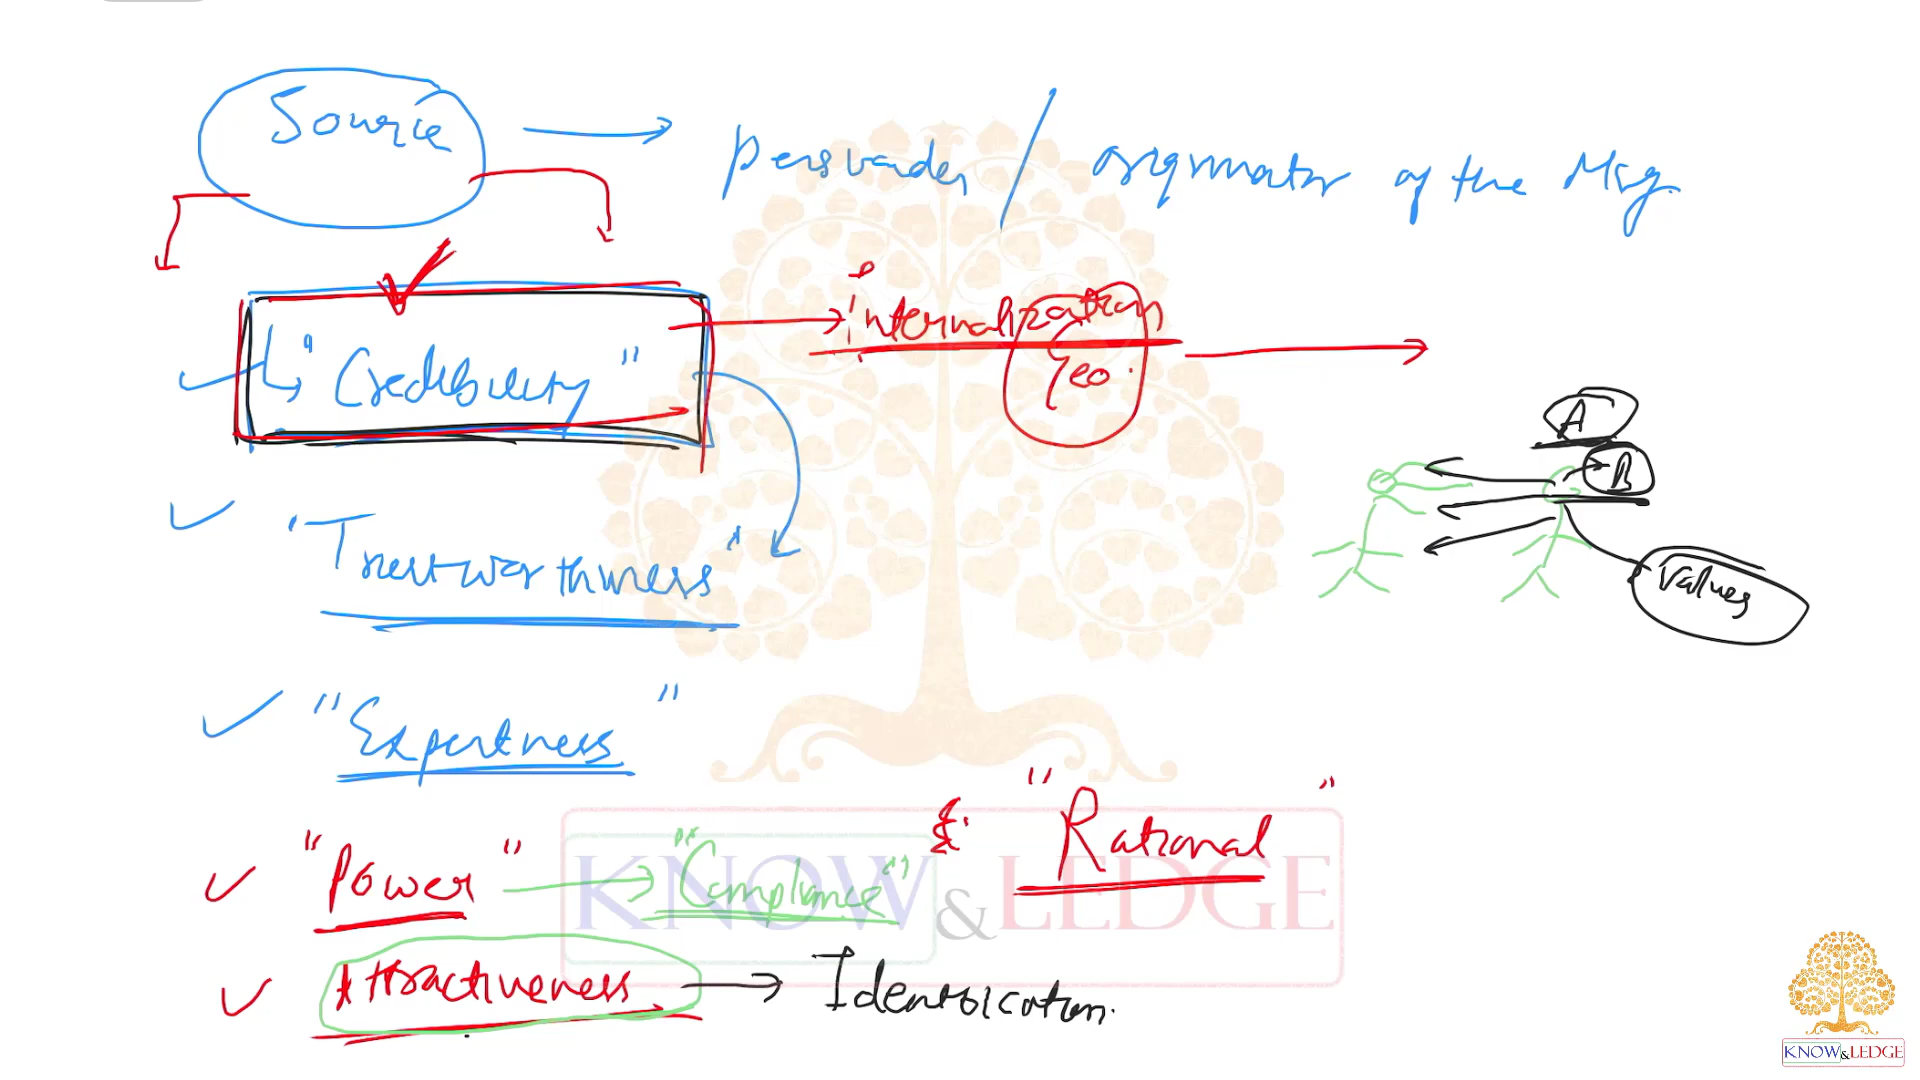 Source → Persuader / originator of the Msg.
Internalization
"Credibility"
Yes.
A
B
"Trustworthiness"
Values
"Expertness"
"Power" → "Compliance" & "Rational"
Attractiveness → Identification.
KNOW&LEDGE
KNOW&LEDGE